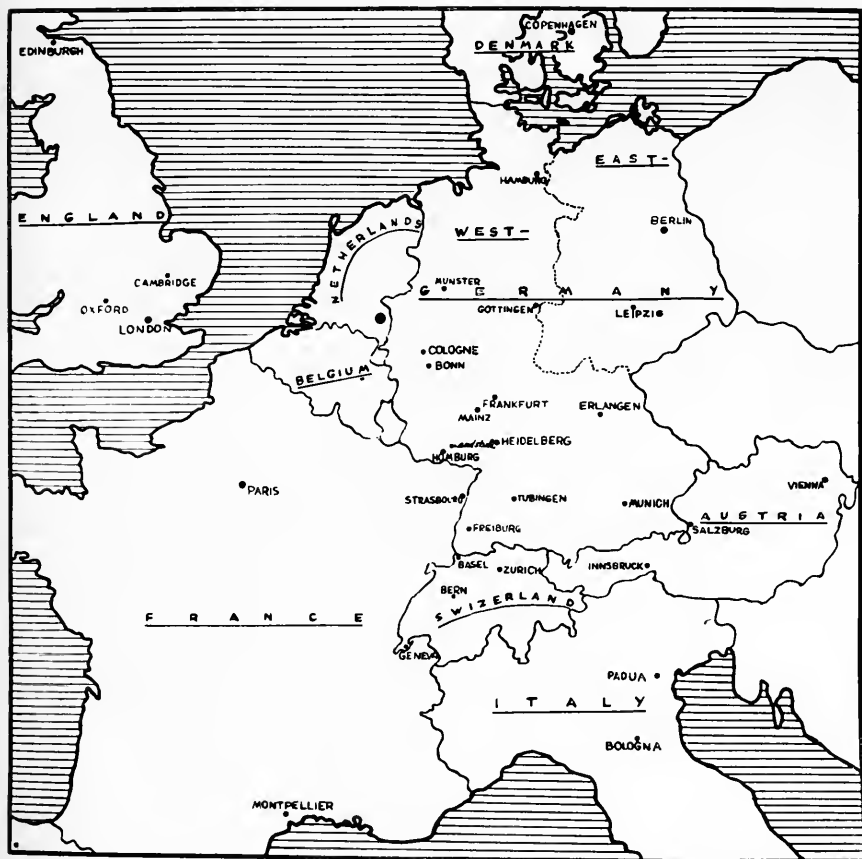 COPENHAGEN
DENMARK
EDINBURGH
EAST-
HAMBURG
ENGLAND
NETHERLANDS
WEST-
BERLIN
CAMBRIDGE
MUNSTER
OXFORD
GERMANY
LONDON
GÖTTINGEN
LEIPZIG
COLOGNE
BONN
BELGIUM
FRANKFURT
MAINZ
ERLANGEN
HEIDELBERG
HOMBURG
PARIS
STRASBOURG
TUBINGEN
MUNICH
VIENNA
AUSTRIA
SALZBURG
FREIBURG
BASEL
ZURICH
INNSBRUCK
BERN
SWIZERLAND
FRANCE
GENEVA
PADUA
ITALY
BOLOGNA
MONTPELLIER